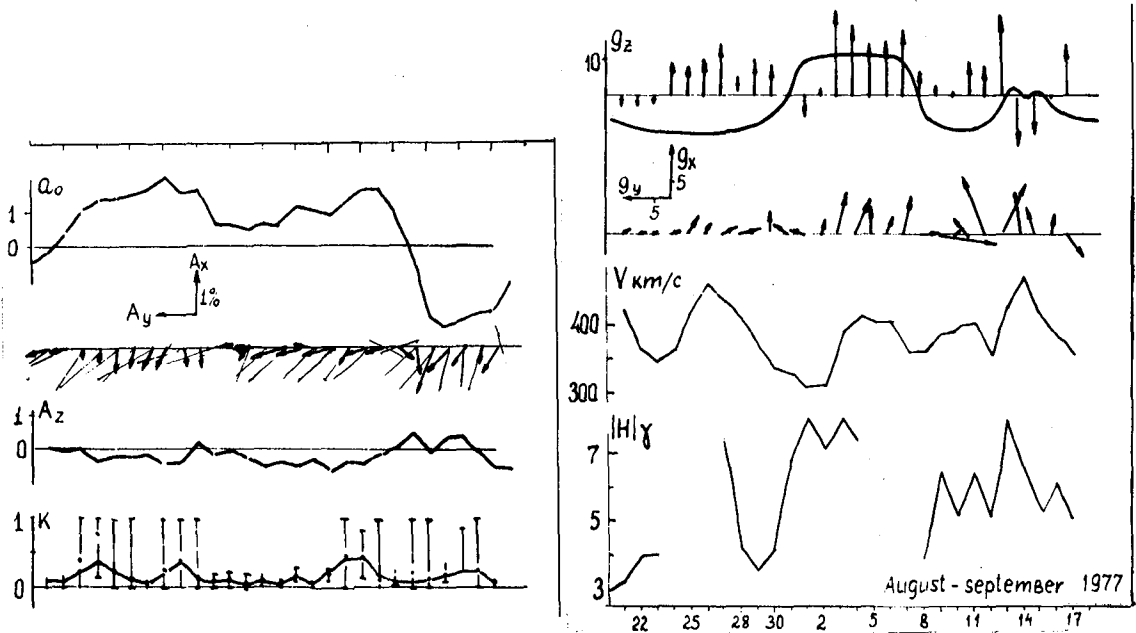 a₀
1
0
Aₓ
1%
A_y
1
A_z
0
1
K
0
g_z
10
gₓ
5
g_y
5
V км/с
400
300
|H|γ
7
5
3
August - september 1977
22 25 28 30 2 5 8 11 14 17